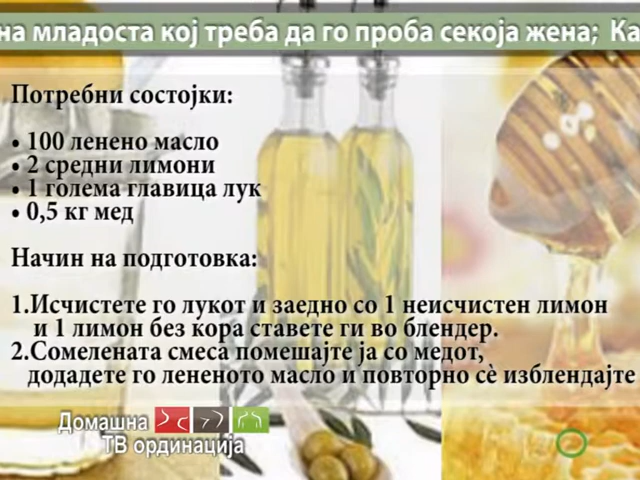 на младоста кој треба да го проба секоја жена; Ка
Потребни состојки:
• 100 ленено масло
• 2 средни лимони
• 1 голема главица лук
• 0,5 кг мед
Начин на подготовка:
1.Исчистете го лукот и заедно со 1 неисчистен лимон
и 1 лимон без кора ставете ги во блендер.
2.Сомелената смеса помешајте ја со медот,
додадете го лененото масло и повторно сѐ изблендајте
Домашна
ТВ ординација